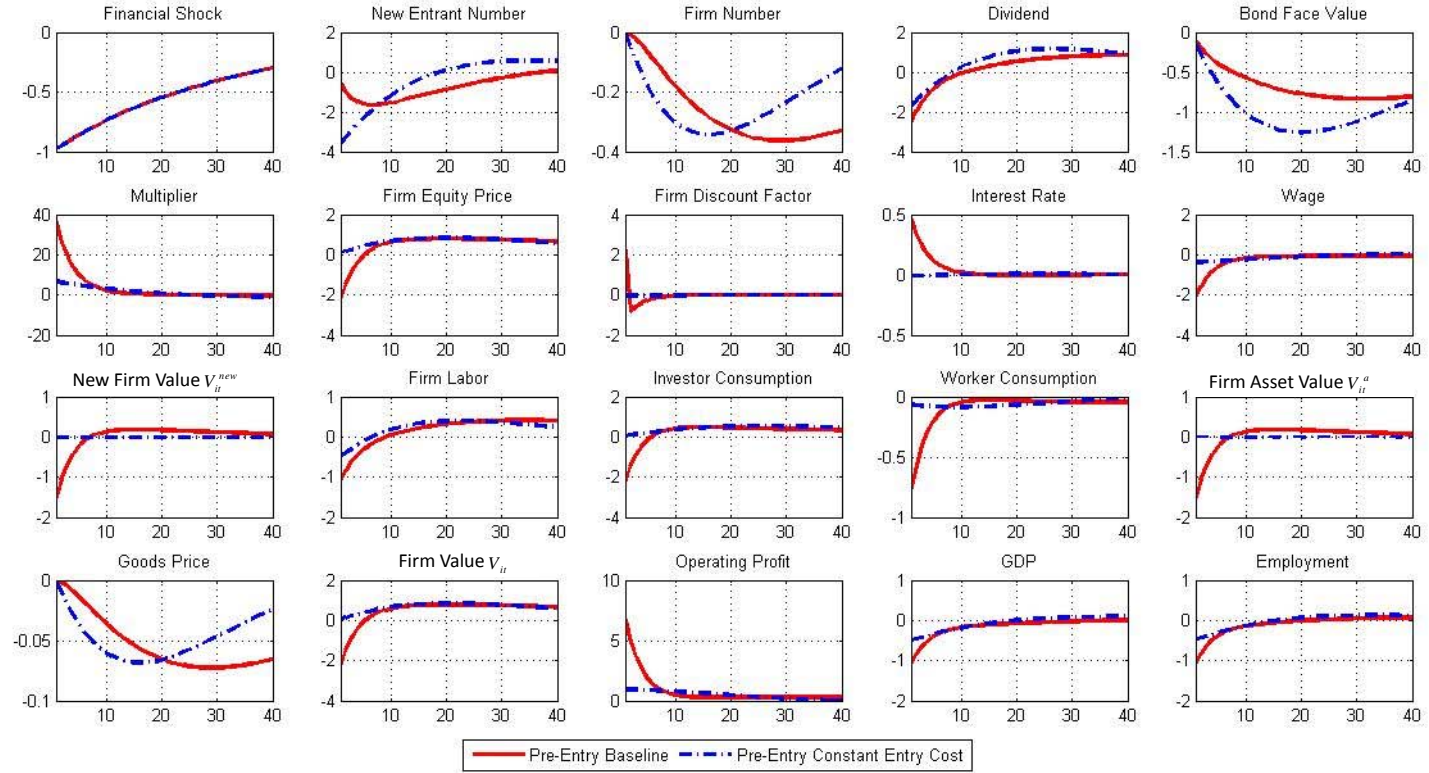 Financial Shock
New Entrant Number
Firm Number
Dividend
Bond Face Value
0
-0.5
-1
10 20 30 40
2
0
-2
-4
10 20 30 40
0
-0.2
-0.4
10 20 30 40
2
0
-2
-4
10 20 30 40
0
-0.5
-1
-1.5
10 20 30 40
Multiplier
Firm Equity Price
Firm Discount Factor
Interest Rate
Wage
40
20
0
-20
10 20 30 40
2
0
-2
-4
10 20 30 40
4
2
0
-2
10 20 30 40
0.5
0
-0.5
10 20 30 40
2
0
-2
-4
10 20 30 40
New Firm Value V_{it}^{new}
Firm Labor
Investor Consumption
Worker Consumption
Firm Asset Value V_{it}^{a}
1
0
-1
-2
10 20 30 40
2
0
-2
10 20 30 40
2
0
-2
-4
10 20 30 40
0
-0.5
-1
10 20 30 40
1
0
-1
-2
10 20 30 40
Goods Price
Firm Value V_{it}
Operating Profit
GDP
Employment
0
-0.05
-0.1
10 20 30 40
2
0
-2
-4
10 20 30 40
10
5
0
10 20 30 40
1
0
-1
-2
10 20 30 40
1
0
-1
-2
10 20 30 40
Pre-Entry Baseline
Pre-Entry Constant Entry Cost